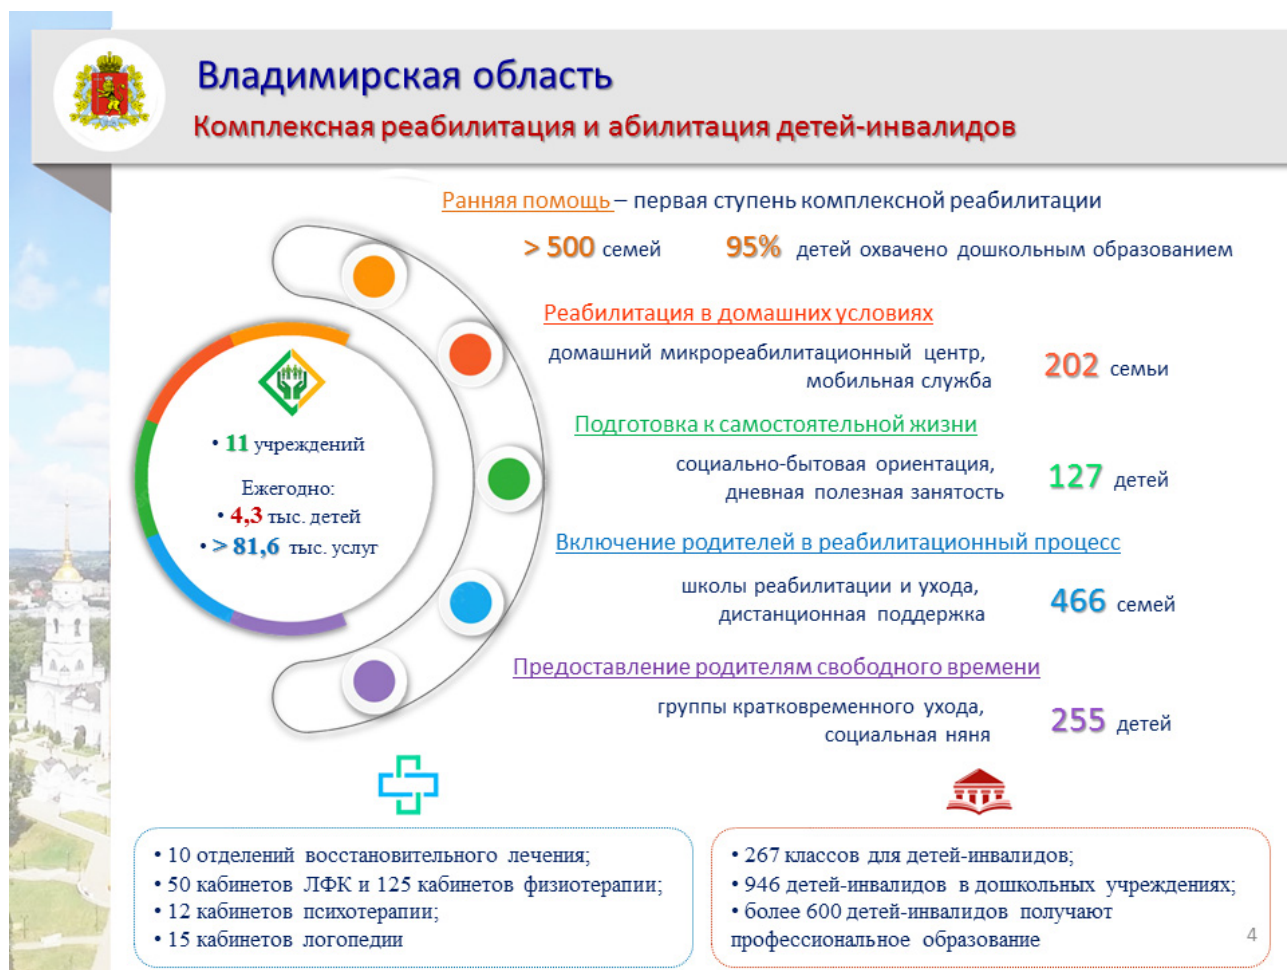 Владимирская область
Комплексная реабилитация и абилитация детей-инвалидов
Ранняя помощь – первая ступень комплексной реабилитации
> 500 семей 95% детей охвачено дошкольным образованием
Реабилитация в домашних условиях
домашний микрореабилитационный центр,
мобильная служба
202 семьи
Подготовка к самостоятельной жизни
социально-бытовая ориентация,
дневная полезная занятость
127 детей
Включение родителей в реабилитационный процесс
школы реабилитации и ухода,
дистанционная поддержка
466 семей
Предоставление родителям свободного времени
группы кратковременного ухода,
социальная няня
255 детей
• 11 учреждений
Ежегодно:
• 4,3 тыс. детей
• > 81,6 тыс. услуг
• 10 отделений восстановительного лечения;
• 50 кабинетов ЛФК и 125 кабинетов физиотерапии;
• 12 кабинетов психотерапии;
• 15 кабинетов логопедии
• 267 классов для детей-инвалидов;
• 946 детей-инвалидов в дошкольных учреждениях;
• более 600 детей-инвалидов получают
профессиональное образование
4